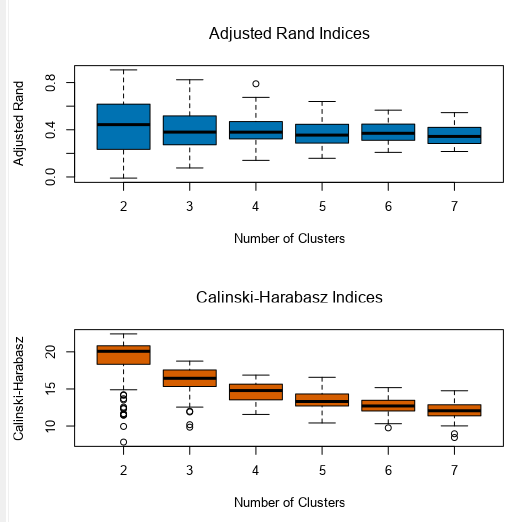 Adjusted Rand Indices
Adjusted Rand
0.8
0.4
0.0
2 3 4 5 6 7
Number of Clusters
Calinski-Harabasz Indices
Calinski-Harabasz
20
15
10
2 3 4 5 6 7
Number of Clusters